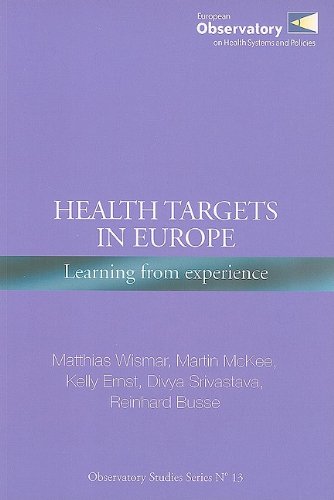 European
Observatory
on Health Systems and Policies
HEALTH TARGETS
IN EUROPE
Learning from experience
Matthias Wismar, Martin McKee,
Kelly Ernst, Divya Srivastava,
Reinhard Busse
Observatory Studies Series N° 13